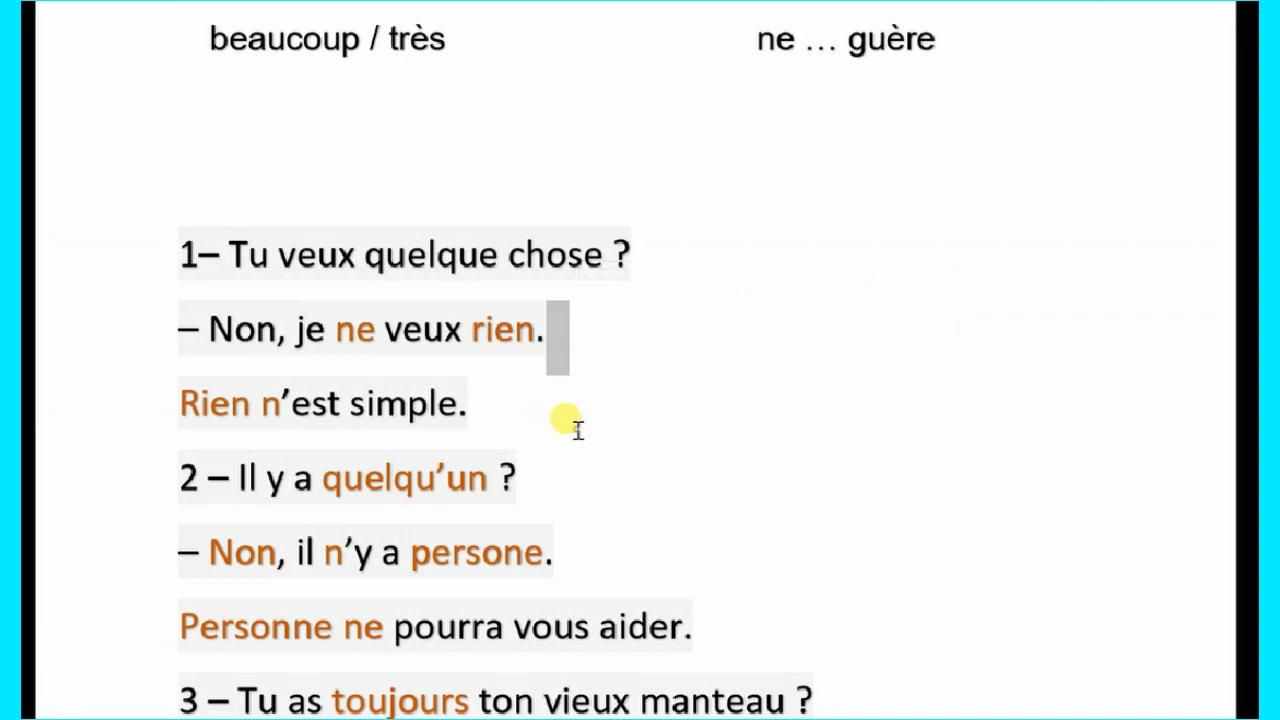 beaucoup / très ne … guère
1– Tu veux quelque chose ?
– Non, je ne veux rien.
Rien n’est simple.
2 – Il y a quelqu’un ?
– Non, il n’y a persone.
Personne ne pourra vous aider.
3 – Tu as toujours ton vieux manteau ?